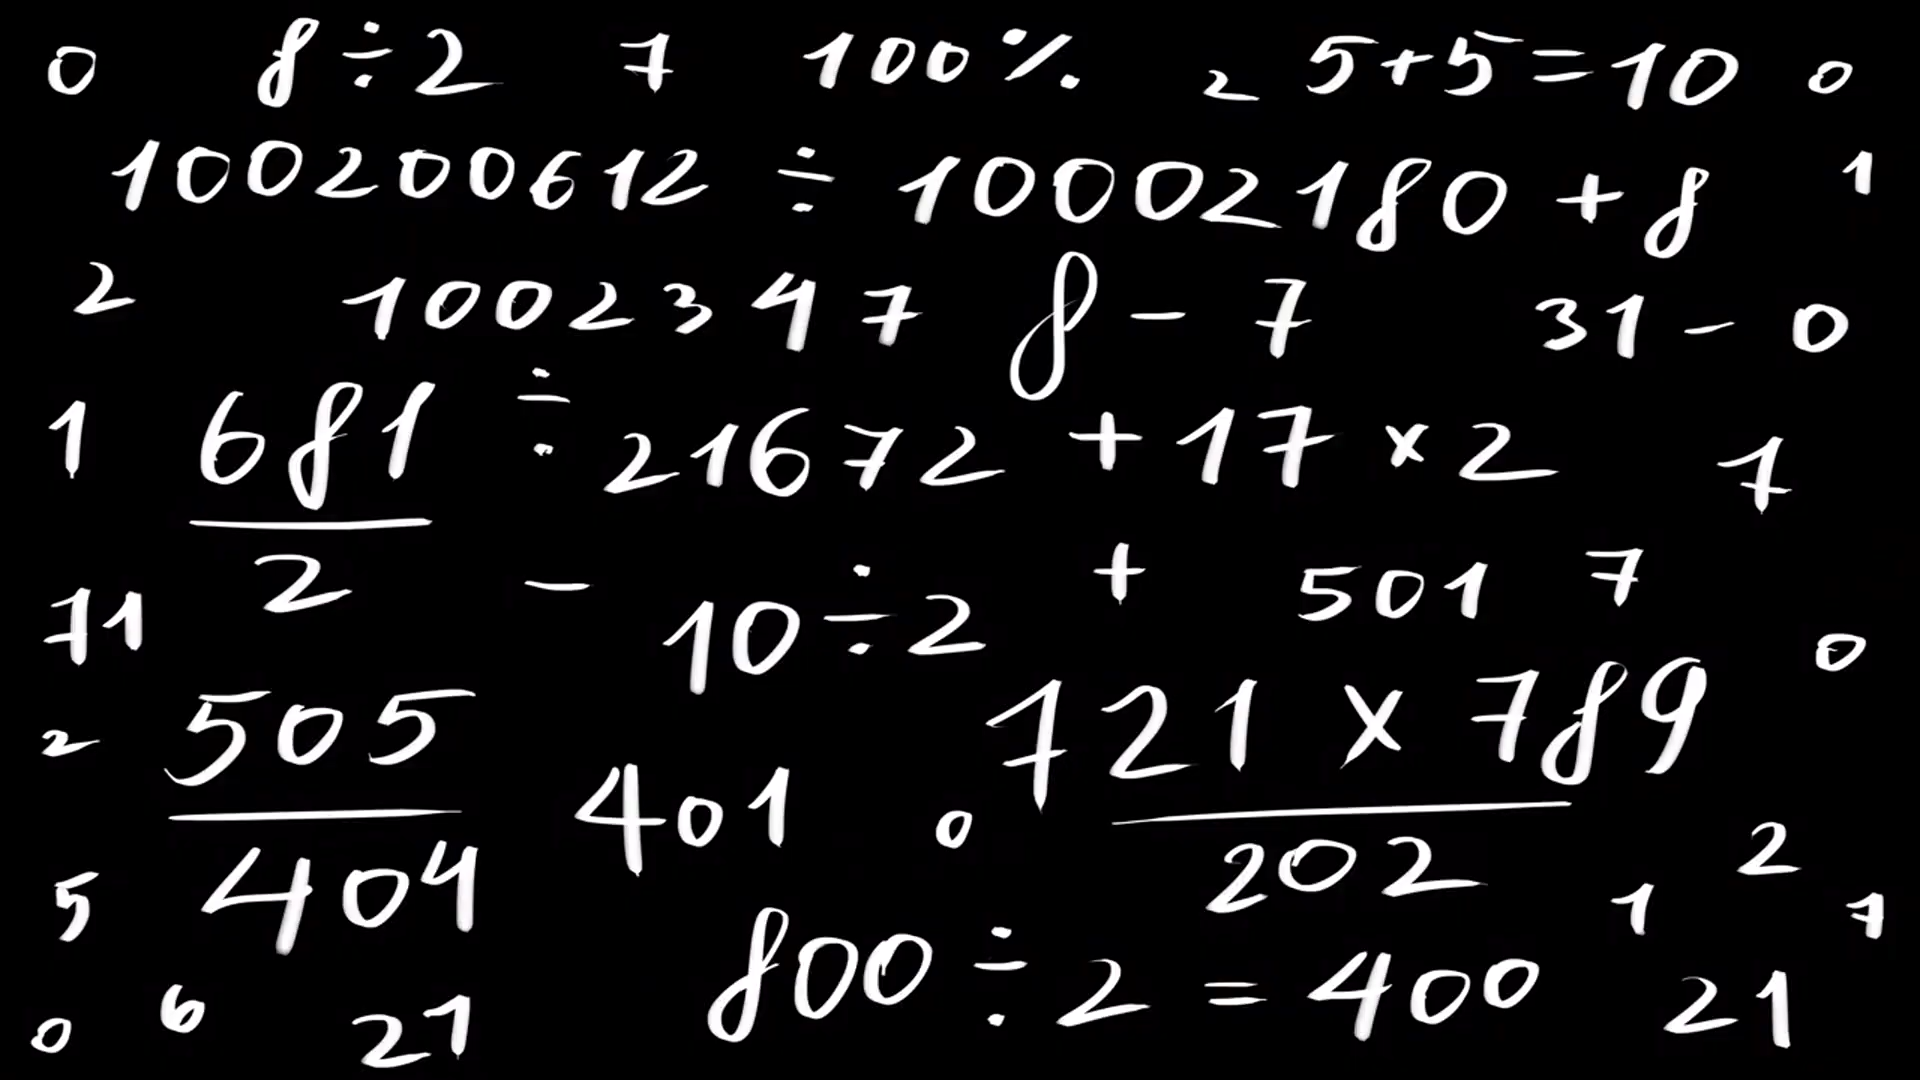 0 8÷2 7 100% 2 5+5=10 0
100200612 ÷ 10002180 + 8 1
2 1002347 8 - 7 31 - 0
1 681 ÷ 21672 + 17 × 2 7
2 - 10÷2 + 501 7
71 0
2 505 401 0 721 × 789
5 404 202 1 2 7
0 6 21 800 ÷ 2 = 400 21